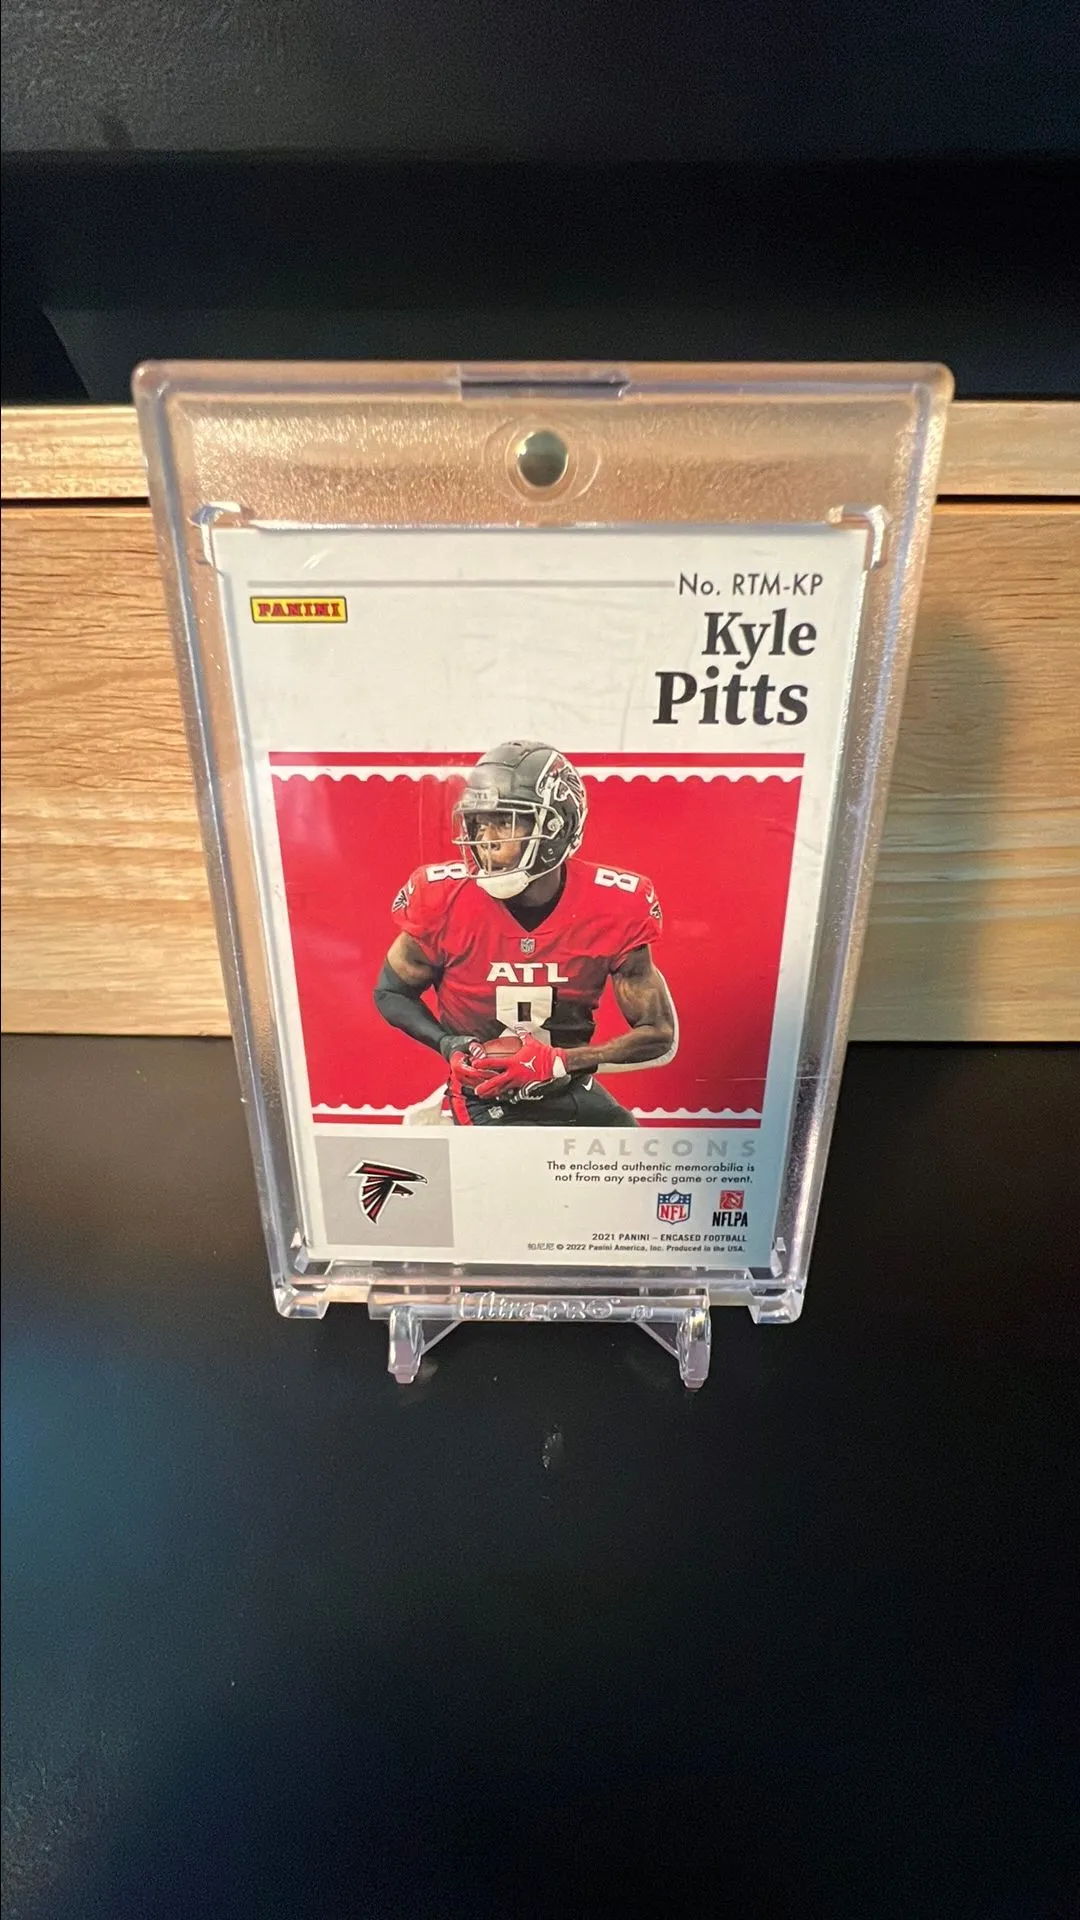 No. RTM-KP
PANINI
Kyle
Pitts
8 8
ATL
8
FALCONS
The enclosed authentic memorabilia is
not from any specific game or event.
NFL
NFLPA
2021 PANINI – ENCASED FOOTBALL
帕尼尼 © 2022 Panini America, Inc. Produced in the USA.
Ultra·PRO